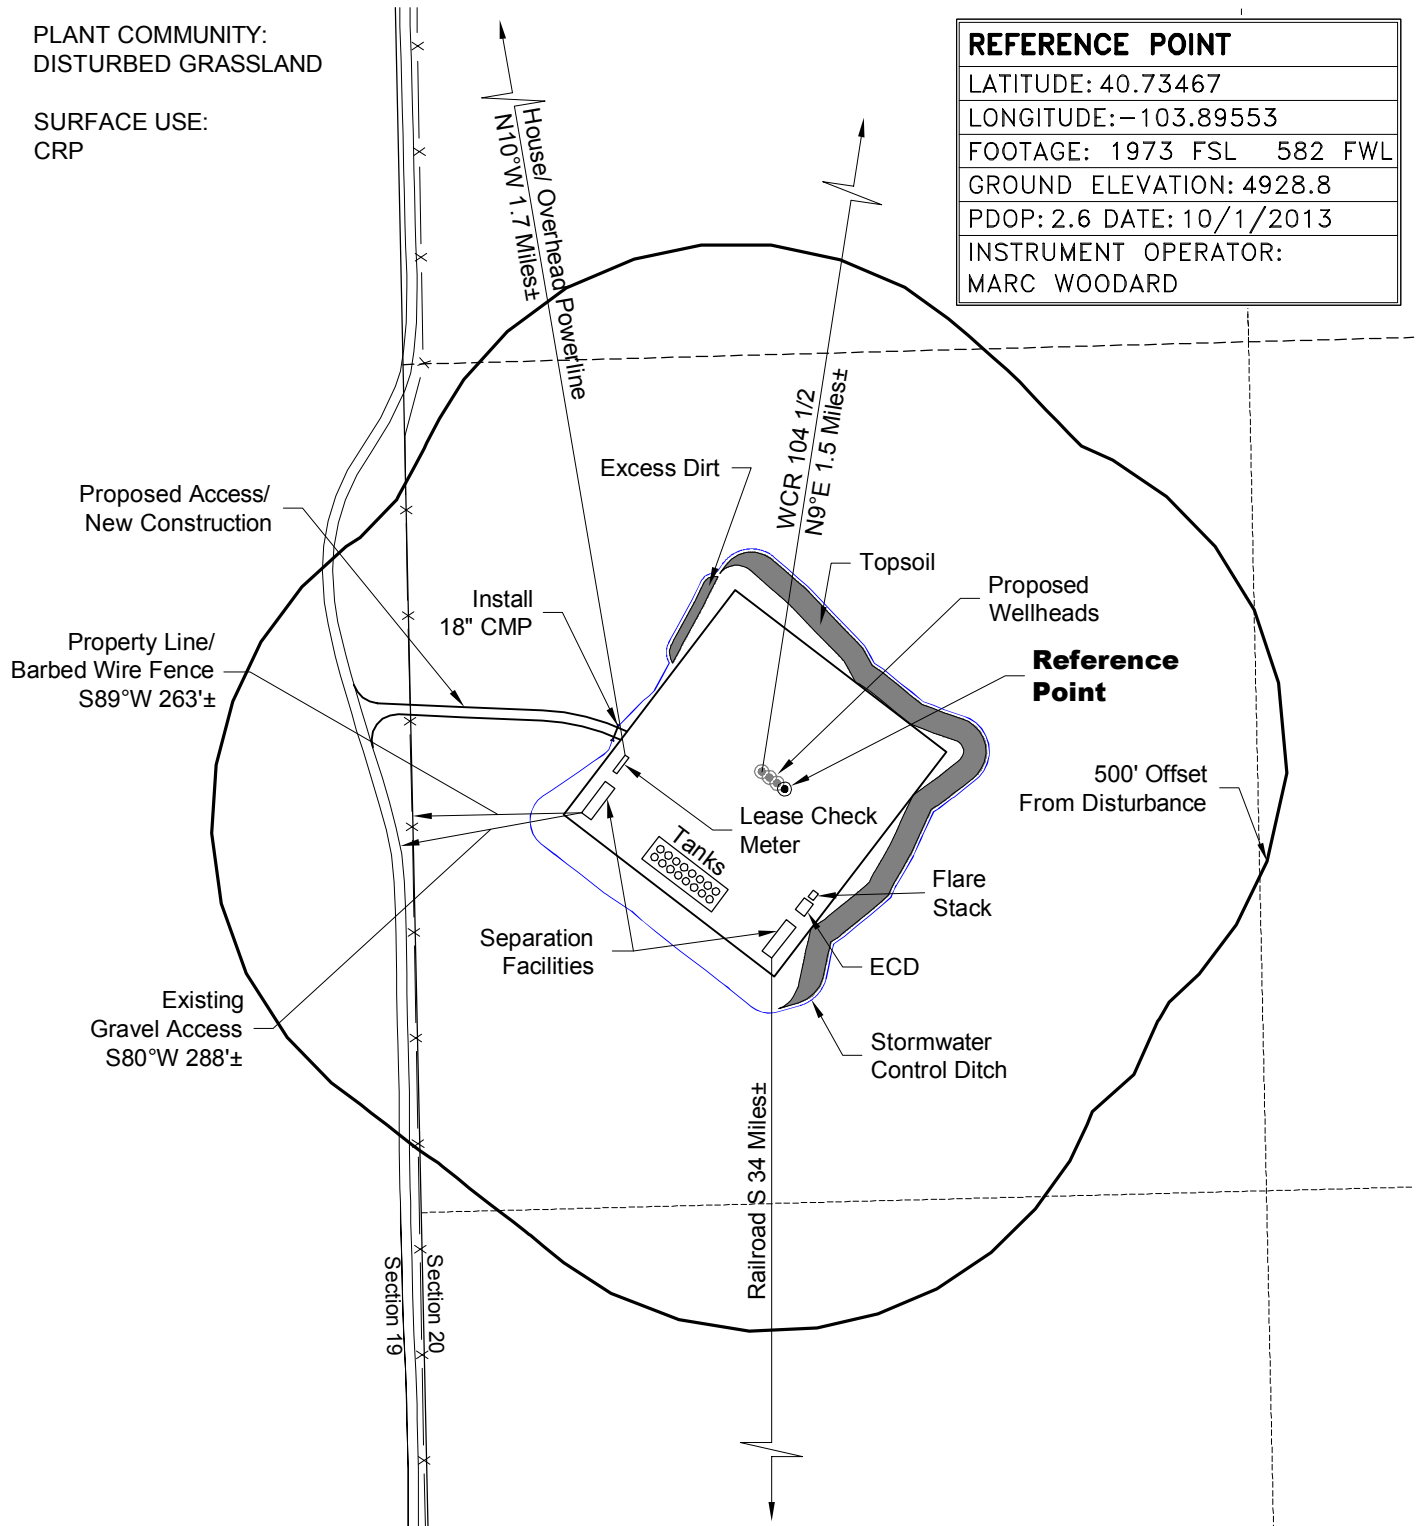 PLANT COMMUNITY:
DISTURBED GRASSLAND
SURFACE USE:
CRP
REFERENCE POINT
LATITUDE: 40.73467
LONGITUDE:-103.89553
FOOTAGE: 1973 FSL 582 FWL
GROUND ELEVATION: 4928.8
PDOP: 2.6 DATE: 10/1/2013
INSTRUMENT OPERATOR:
MARC WOODARD
House/ Overhead Powerline
N10°W 1.7 Miles±
WCR 104 1/2
N9°E 1.5 Miles±
Excess Dirt
Proposed Access/
New Construction
Topsoil
Install
18" CMP
Proposed
Wellheads
Property Line/
Barbed Wire Fence
S89°W 263'±
Reference
Point
500' Offset
From Disturbance
Lease Check
Meter
Tanks
Flare
Stack
Separation
Facilities
ECD
Existing
Gravel Access
S80°W 288'±
Stormwater
Control Ditch
Railroad S 34 Miles±
Section 19
Section 20